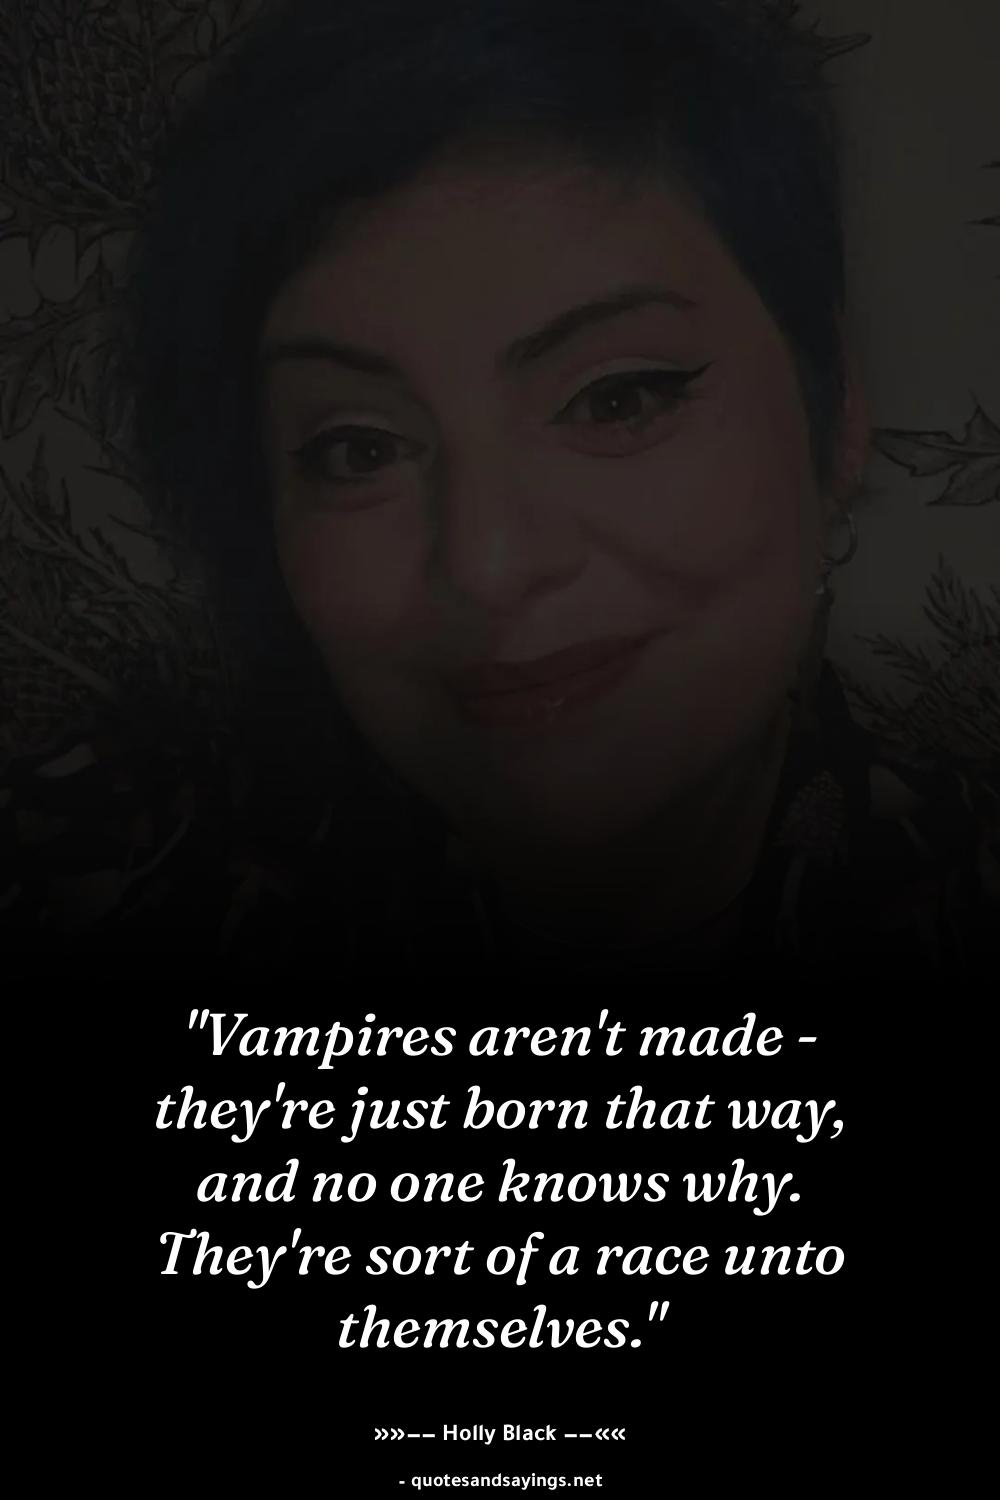 "Vampires aren't made -
they're just born that way,
and no one knows why.
They're sort of a race unto
themselves."
»»—— Holly Black ——««
- quotesandsayings.net